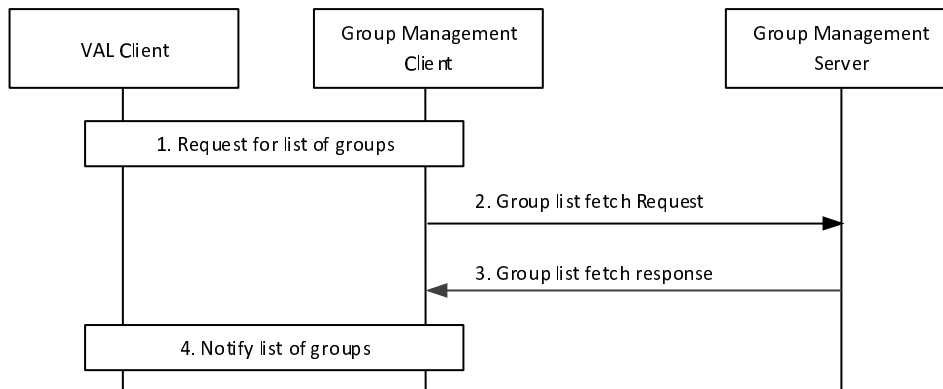 VAL Client
Group Management
Client
Group Management
Server
1. Request for list of groups
2. Group list fetch Request
3. Group list fetch response
4. Notify list of groups